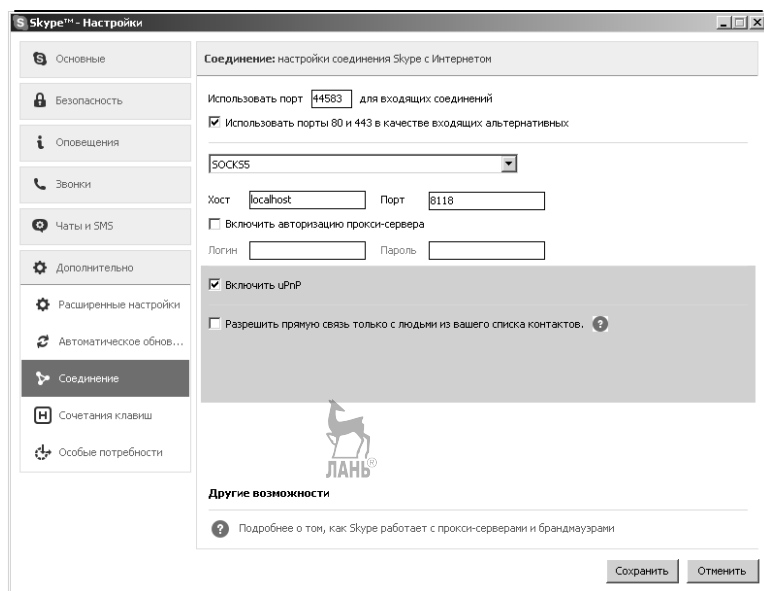 Skype™ - Настройки
Основные
Безопасность
Оповещения
Звонки
Чаты и SMS
Дополнительно
Расширенные настройки
Автоматическое обнов...
Соединение
Сочетания клавиш
Особые потребности
Соединение: настройки соединения Skype с Интернетом
Использовать порт 44583 для входящих соединений
Использовать порты 80 и 443 в качестве входящих альтернативных
SOCKS5
Хост localhost Порт 8118
Включить авторизацию прокси-сервера
Логин Пароль
Включить uPnP
Разрешить прямую связь только с людьми из вашего списка контактов. ?
ЛАНЬ®
Другие возможности
? Подробнее о том, как Skype работает с прокси-серверами и брандмауэрами
Сохранить Отменить